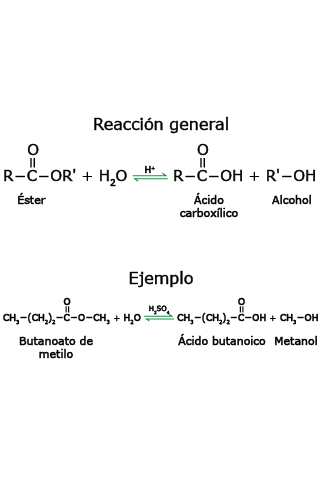 Reacción general
O
R—C—OR' + H₂O H⁺ R—C—OH + R'—OH
O
Éster
Ácido carboxílico
Alcohol
Ejemplo
O
CH₃—(CH₂)₂—C—O—CH₃ + H₂O H₂SO₄ CH₃—(CH₂)₂—C—OH + CH₃—OH
O
Butanoato de metilo
Ácido butanoico
Metanol